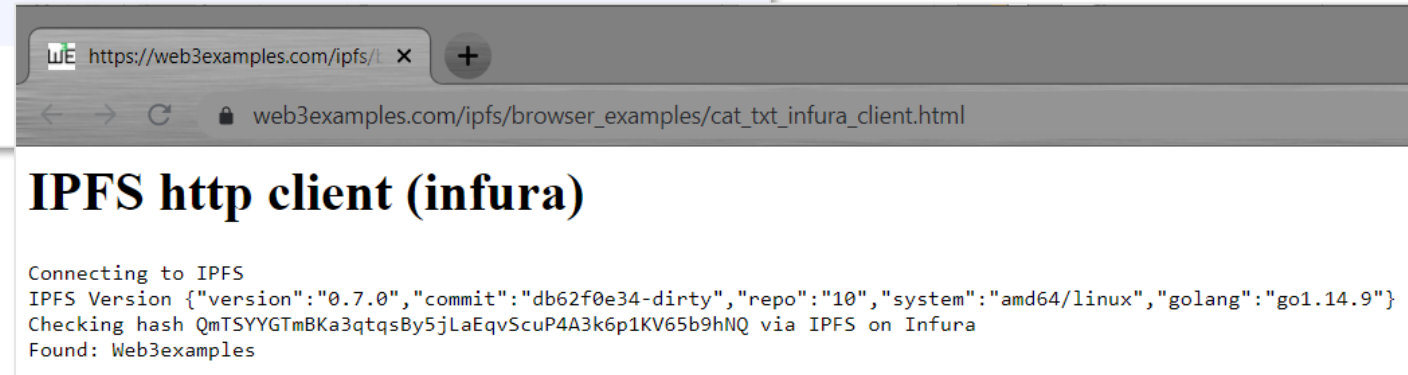 WE https://web3examples.com/ipfs/
web3examples.com/ipfs/browser_examples/cat_txt_infura_client.html
IPFS http client (infura)
Connecting to IPFS
IPFS Version {"version":"0.7.0","commit":"db62f0e34-dirty","repo":"10","system":"amd64/linux","golang":"go1.14.9"}
Checking hash QmTSYYGTmBKa3qtqsBy5jLaEqvScuP4A3k6p1KV65b9hNQ via IPFS on Infura
Found: Web3examples